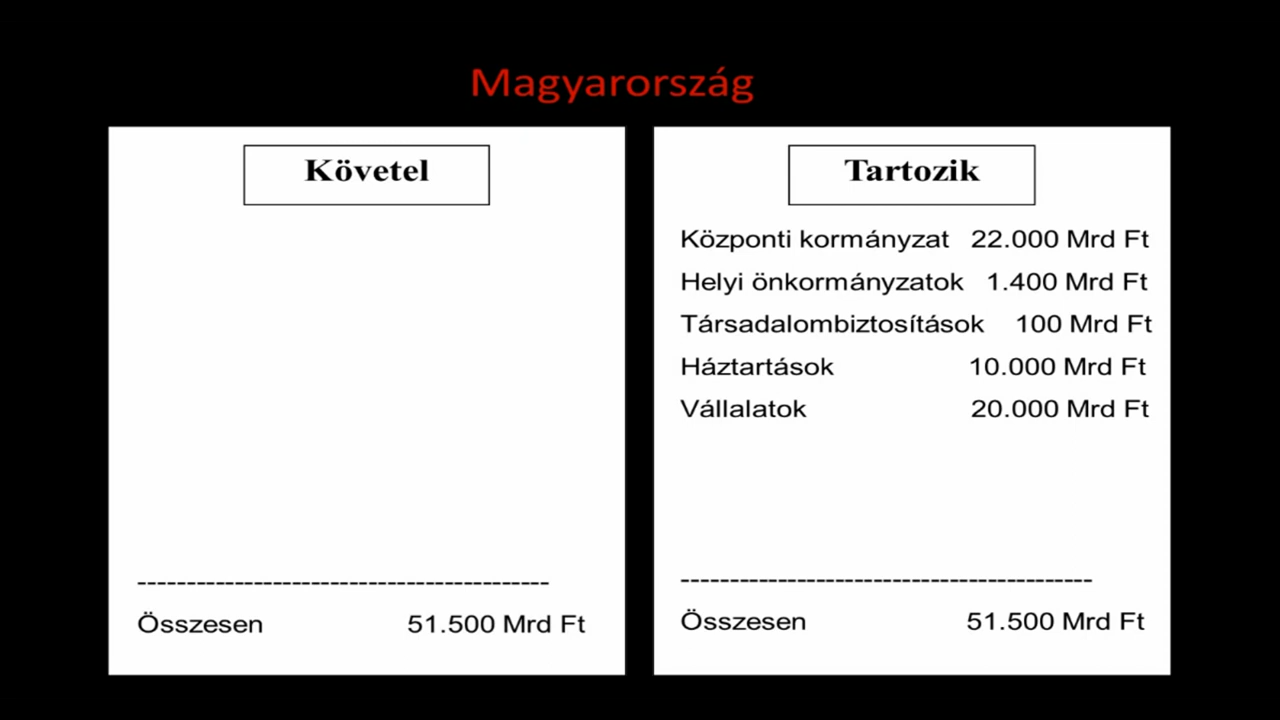 Magyarország
Követel
-------------------------------------------
Összesen 51.500 Mrd Ft
Tartozik
Központi kormányzat 22.000 Mrd Ft
Helyi önkormányzatok 1.400 Mrd Ft
Társadalombiztosítások 100 Mrd Ft
Háztartások 10.000 Mrd Ft
Vállalatok 20.000 Mrd Ft
-------------------------------------------
Összesen 51.500 Mrd Ft